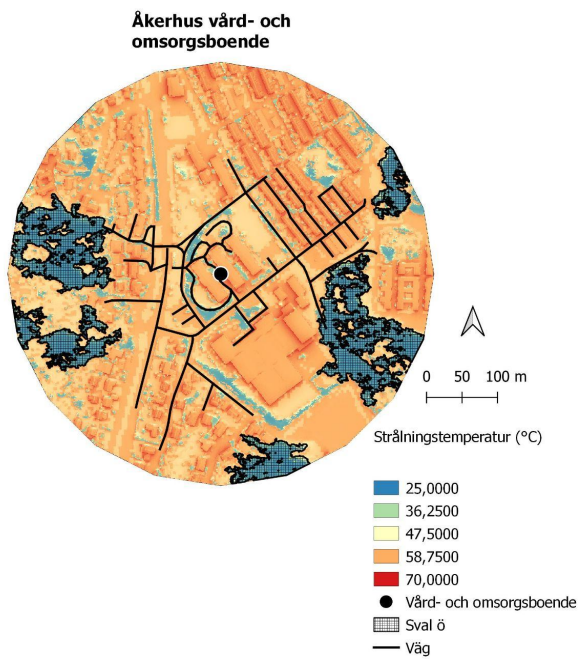 Åkerhus vård- och
omsorgsboende
0 50 100 m
Strålningstemperatur (°C)
25,0000
36,2500
47,5000
58,7500
70,0000
Vård- och omsorgsboende
Sval ö
Väg